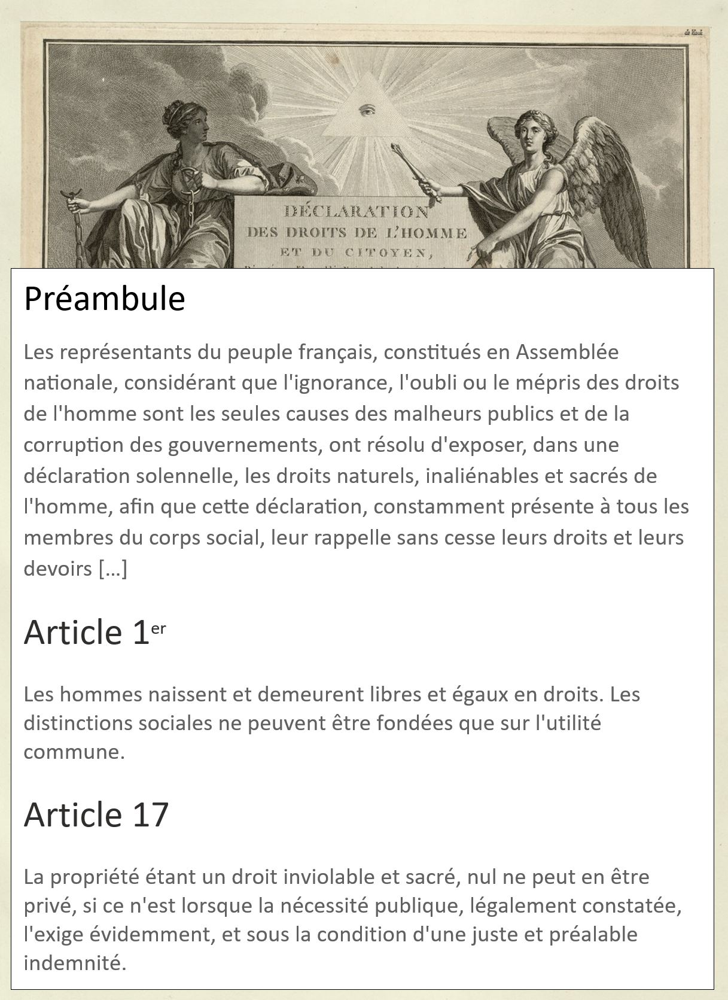 DÉCLARATION
DES DROITS DE L'HOMME
ET DU CITOYEN,
Préambule
Les représentants du peuple français, constitués en Assemblée
nationale, considérant que l'ignorance, l'oubli ou le mépris des droits
de l'homme sont les seules causes des malheurs publics et de la
corruption des gouvernements, ont résolu d'exposer, dans une
déclaration solennelle, les droits naturels, inaliénables et sacrés de
l'homme, afin que cette déclaration, constamment présente à tous les
membres du corps social, leur rappelle sans cesse leurs droits et leurs
devoirs […]
Article 1er
Les hommes naissent et demeurent libres et égaux en droits. Les
distinctions sociales ne peuvent être fondées que sur l'utilité
commune.
Article 17
La propriété étant un droit inviolable et sacré, nul ne peut en être
privé, si ce n'est lorsque la nécessité publique, légalement constatée,
l'exige évidemment, et sous la condition d'une juste et préalable
indemnité.